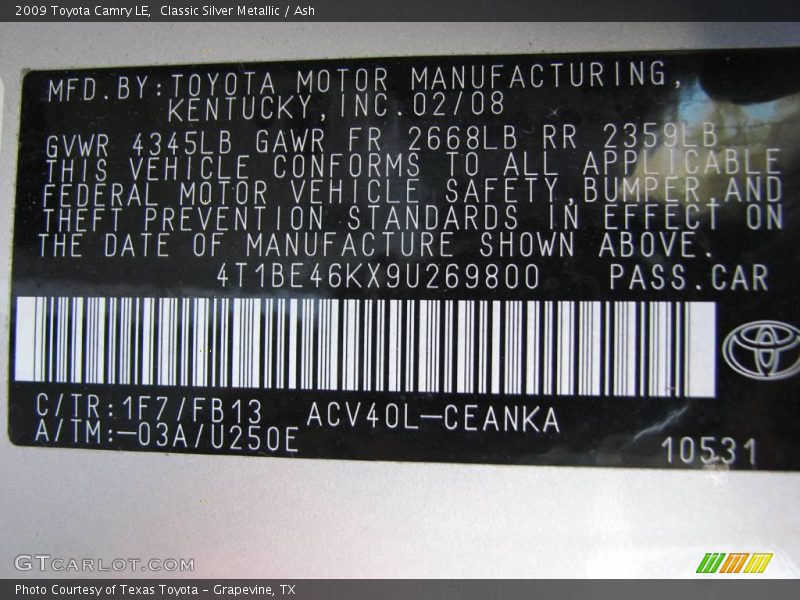 2009 Toyota Camry LE,  Classic Silver Metallic / Ash
MFD.BY:TOYOTA MOTOR MANUFACTURING,
KENTUCKY,INC.02/08
GVWR 4345LB GAWR FR 2668LB RR 2359LB
THIS VEHICLE CONFORMS TO ALL APPLICABLE
FEDERAL MOTOR VEHICLE SAFETY,BUMPER,AND
THEFT PREVENTION STANDARDS IN EFFECT ON
THE DATE OF MANUFACTURE SHOWN ABOVE.
4T1BE46KX9U269800 PASS.CAR
C/TR:1F7/FB13 ACV40L-CEANKA
A/TM:-03A/U250E
10531
GTCARLOT.COM
Photo Courtesy of Texas Toyota - Grapevine, TX